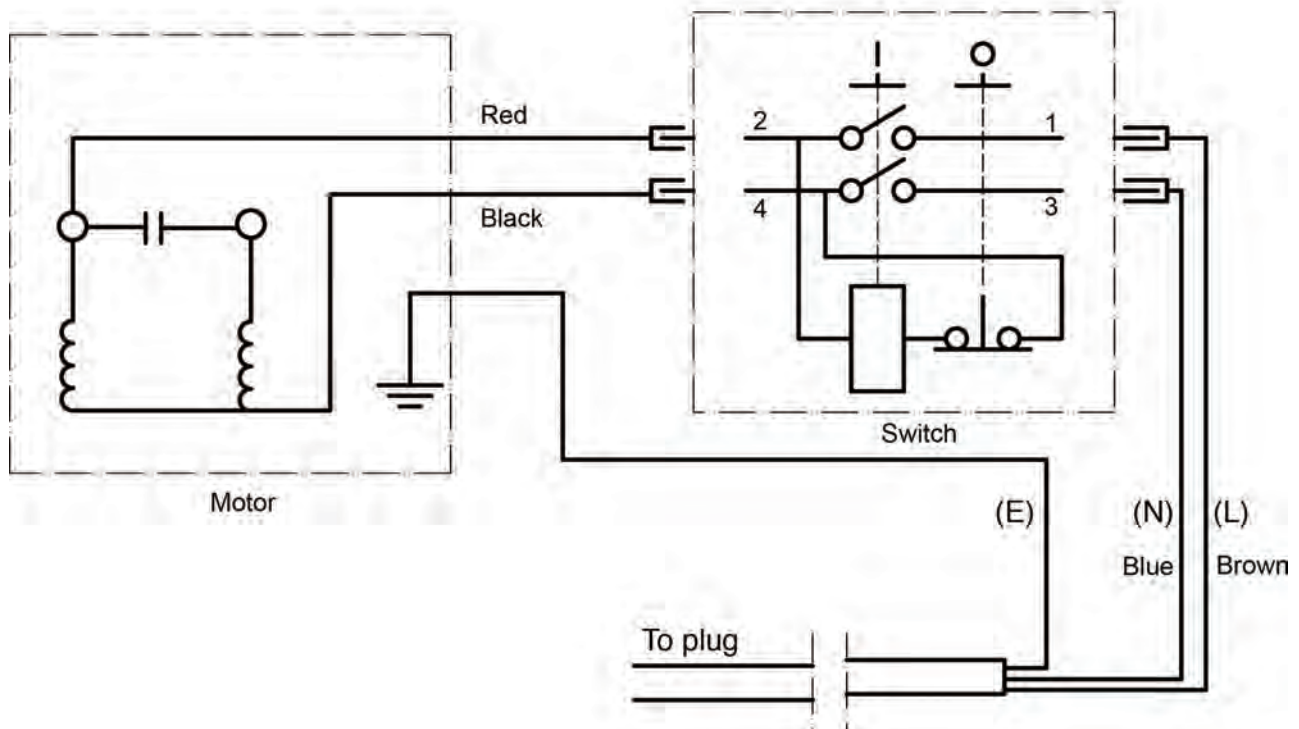 Red
2
1
4
3
Black
Switch
Motor
(E)
(N)
(L)
Blue
Brown
To plug